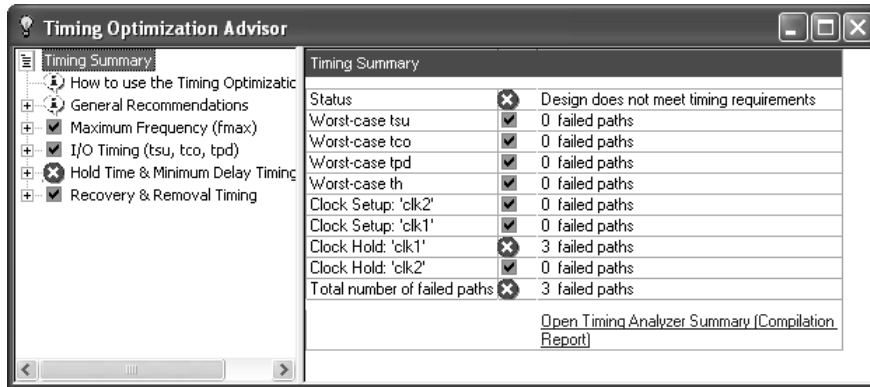 Timing Optimization Advisor
Timing Summary
How to use the Timing Optimizatic
General Recommendations
Maximum Frequency (fmax)
I/O Timing (tsu, tco, tpd)
Hold Time & Minimum Delay Timing
Recovery & Removal Timing
Timing Summary
Status Design does not meet timing requirements
Worst-case tsu 0 failed paths
Worst-case tco 0 failed paths
Worst-case tpd 0 failed paths
Worst-case th 0 failed paths
Clock Setup: 'clk2' 0 failed paths
Clock Setup: 'clk1' 0 failed paths
Clock Hold: 'clk1' 3 failed paths
Clock Hold: 'clk2' 0 failed paths
Total number of failed paths 3 failed paths
Open Timing Analyzer Summary (Compilation
Report)